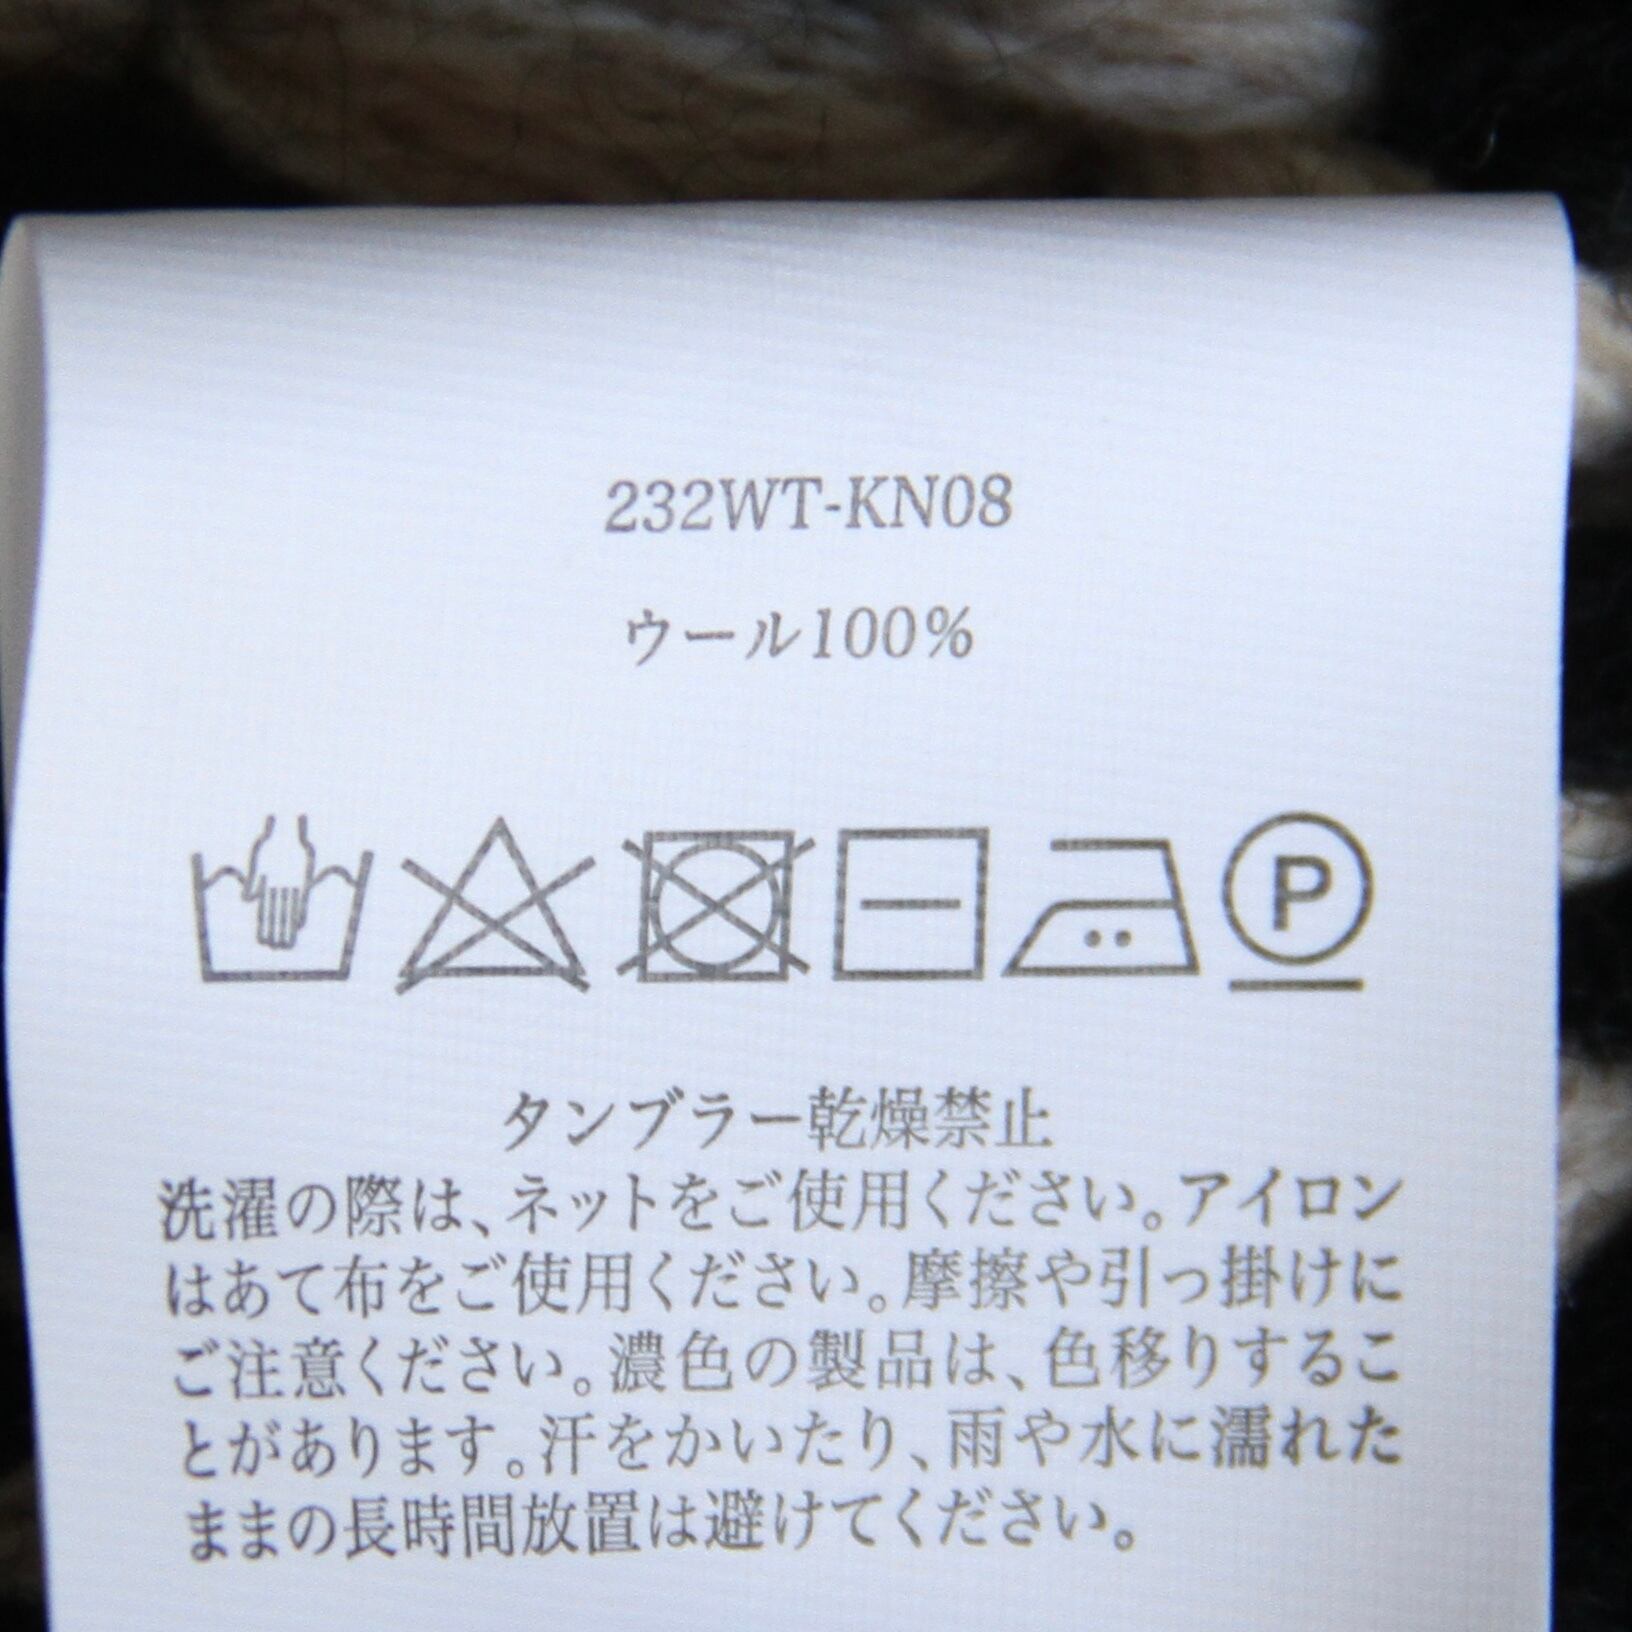 232WT-KN08
ウール100%
P
タンブラー乾燥禁止
洗濯の際は、ネットをご使用ください。アイロン
はあて布をご使用ください。摩擦や引っ掛けに
ご注意ください。濃色の製品は、色移りするこ
とがあります。汗をかいたり、雨や水に濡れた
ままの長時間放置は避けてください。